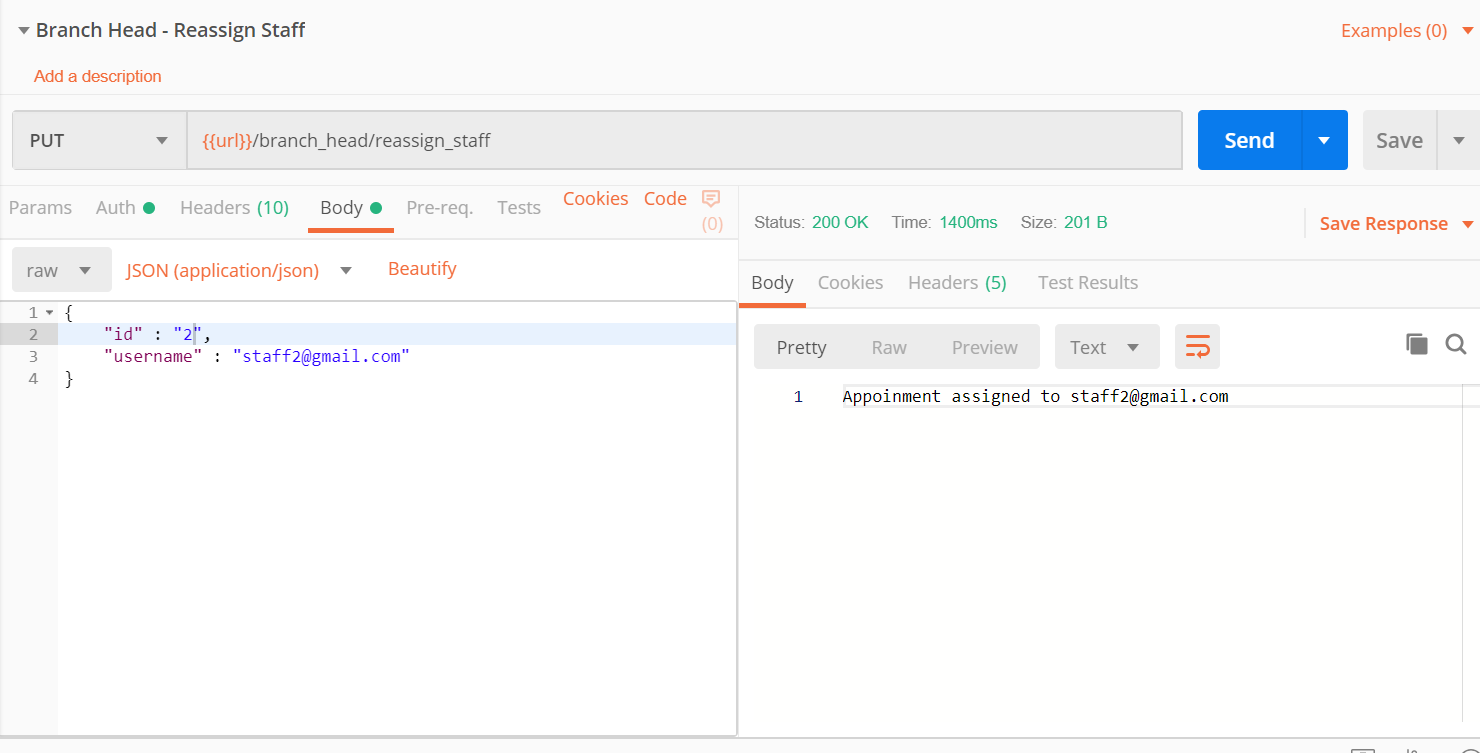 Branch Head - Reassign Staff
Examples (0)
Add a description
PUT
{{url}}/branch_head/reassign_staff
Send
Save
Params Auth Headers (10) Body Pre-req. Tests Cookies Code (0)
raw JSON (application/json) Beautify
1 {
2 "id" : "2",
3 "username" : "staff2@gmail.com"
4 }
Status: 200 OK Time: 1400ms Size: 201 B Save Response
Body Cookies Headers (5) Test Results
Pretty Raw Preview Text
1 Appoinment assigned to staff2@gmail.com